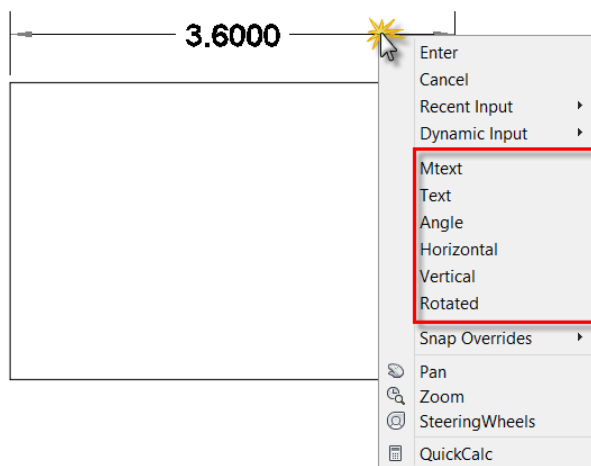 3.6000
Enter
Cancel
Recent Input
Dynamic Input
Mtext
Text
Angle
Horizontal
Vertical
Rotated
Snap Overrides
Pan
Zoom
SteeringWheels
QuickCalc